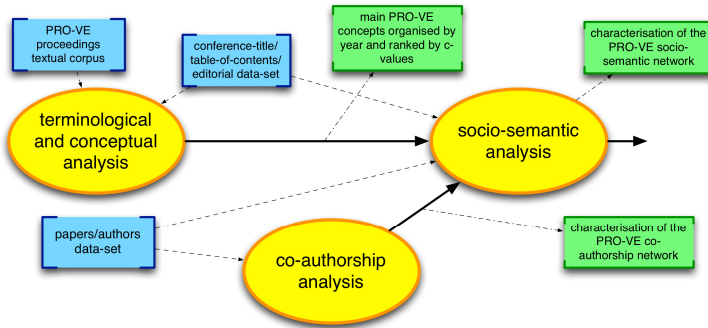 PRO-VE
proceedings
textual corpus
conference-title/
table-of-contents/
editorial data-set
main PRO-VE
concepts organised by
year and ranked by c-
values
characterisation of the
PRO-VE socio-
semantic network
terminological
and conceptual
analysis
socio-semantic
analysis
papers/authors
data-set
co-authorship
analysis
characterisation of the
PRO-VE co-
authorship network